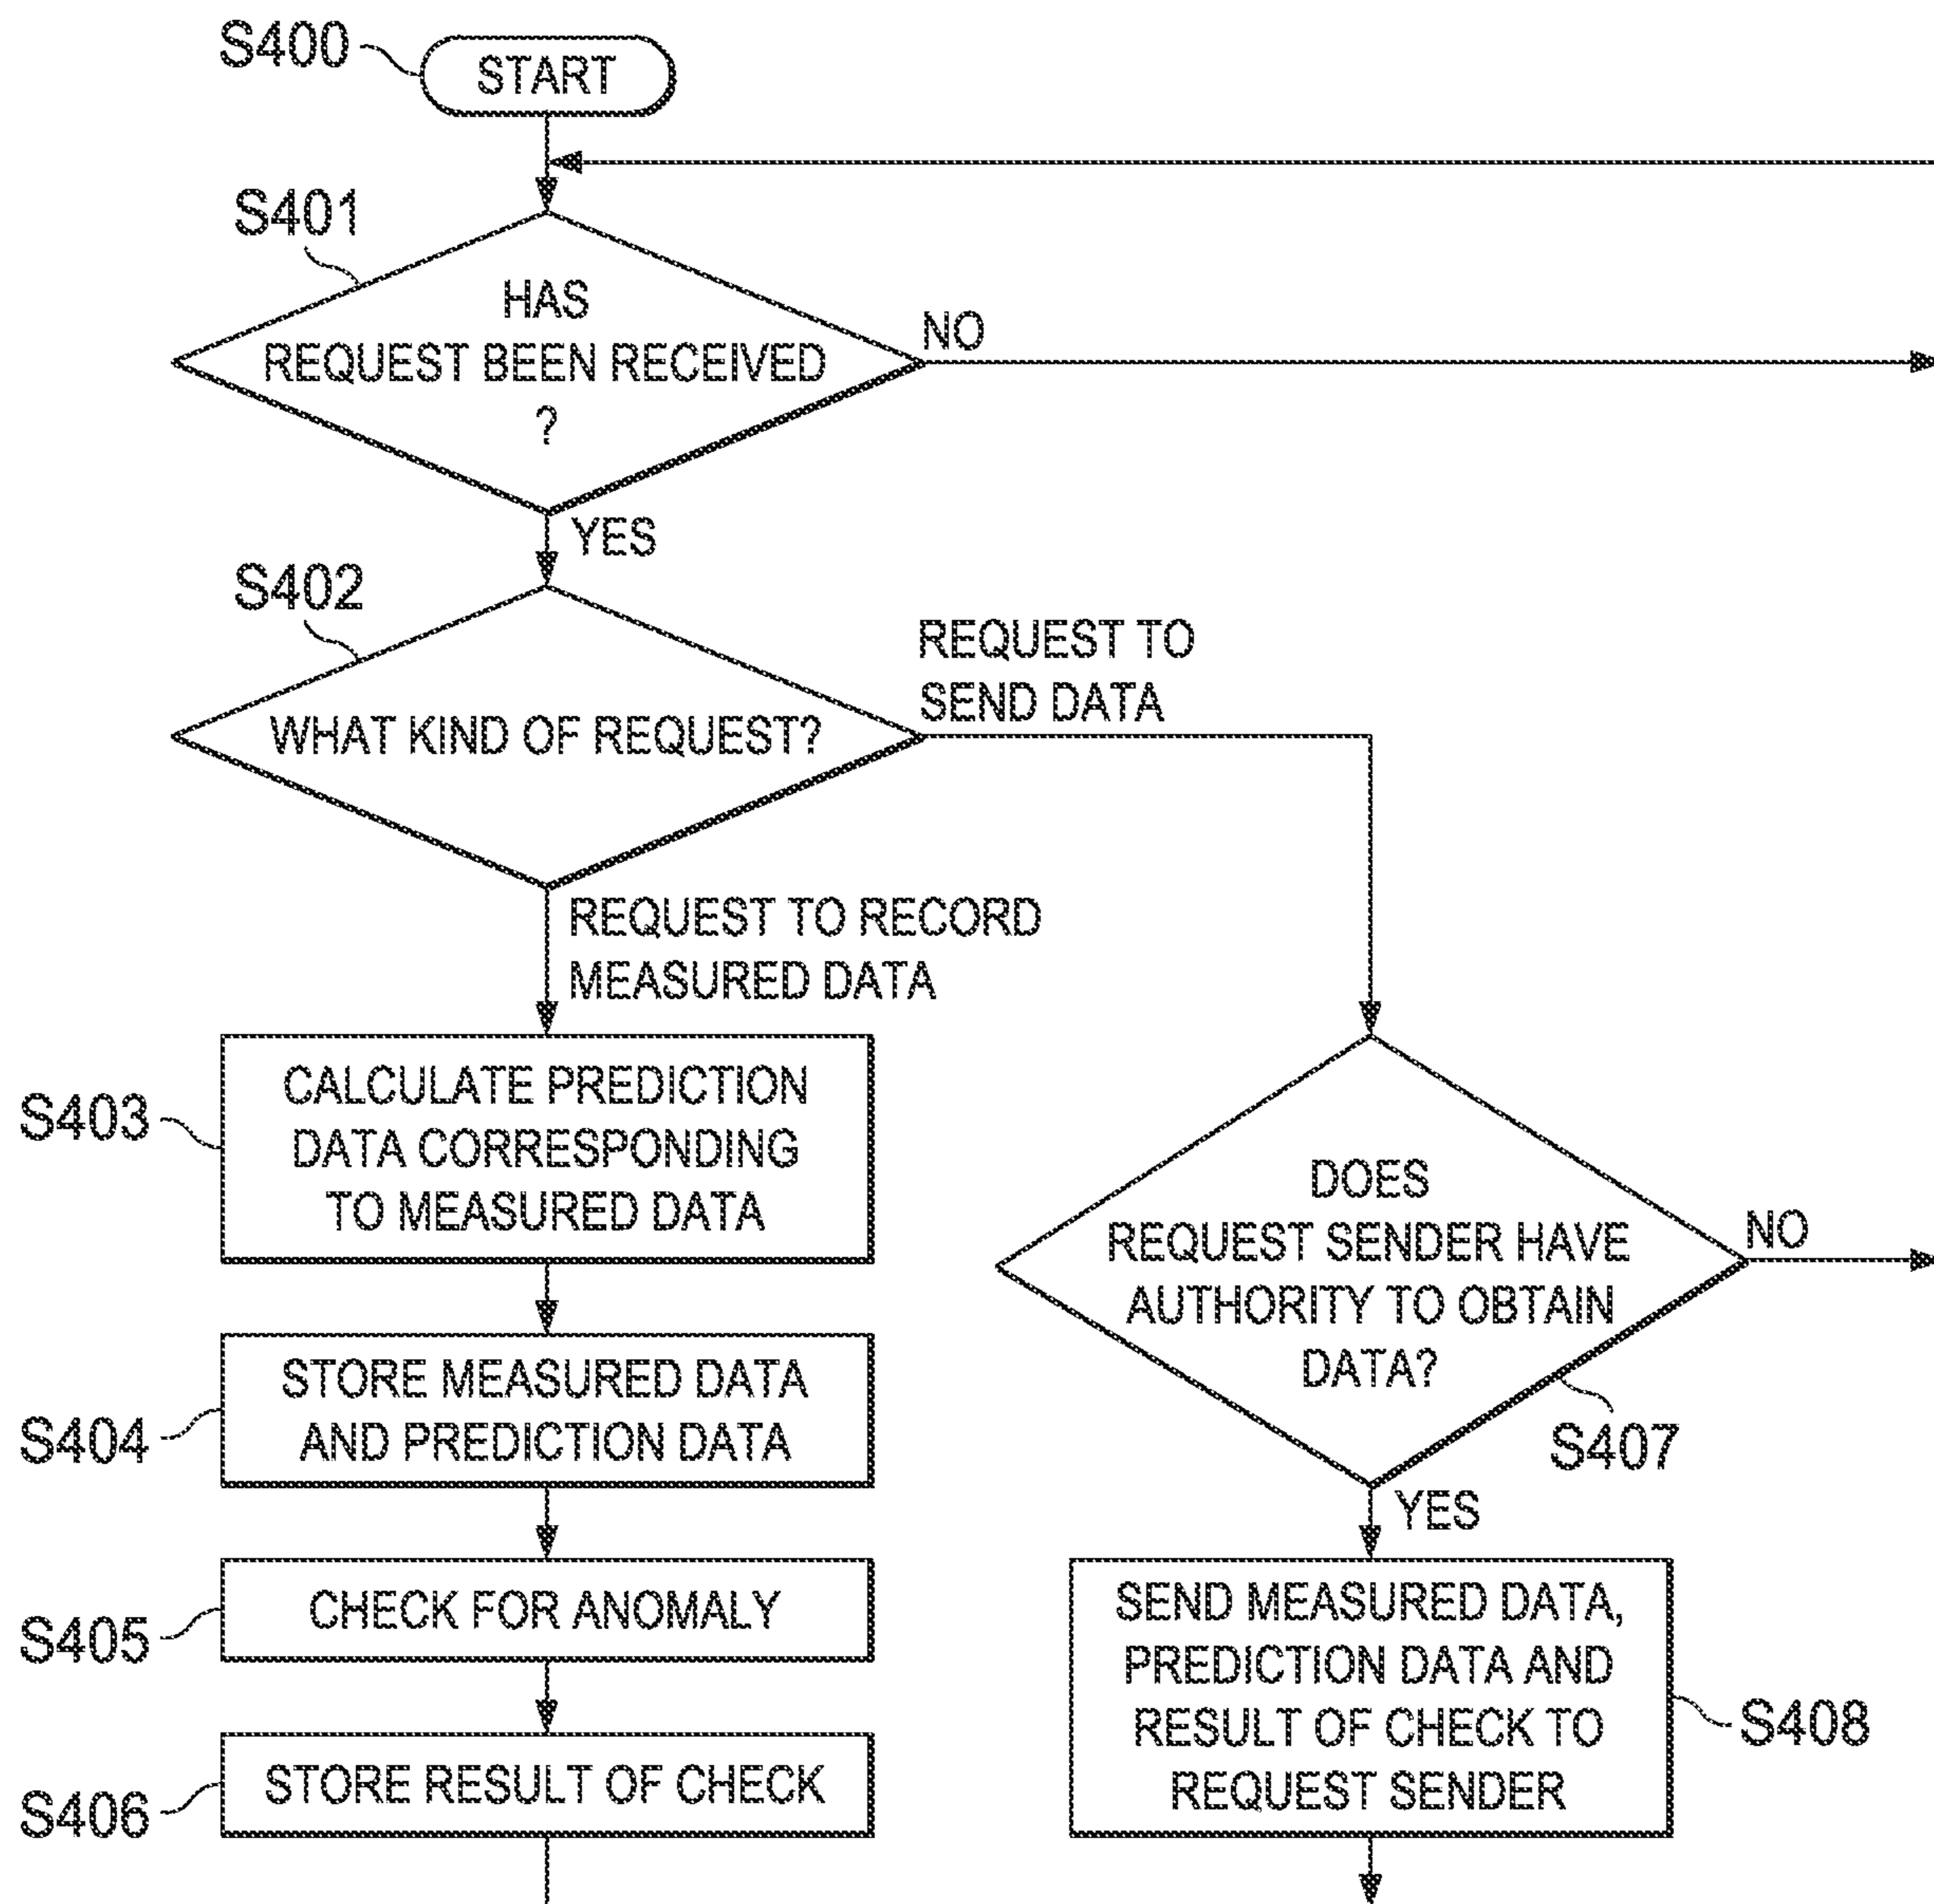 S400
START
S401
HAS
REQUEST BEEN RECEIVED
?
NO
YES
S402
WHAT KIND OF REQUEST?
REQUEST TO
SEND DATA
REQUEST TO RECORD
MEASURED DATA
S403
CALCULATE PREDICTION
DATA CORRESPONDING
TO MEASURED DATA
S404
STORE MEASURED DATA
AND PREDICTION DATA
S405
CHECK FOR ANOMALY
S406
STORE RESULT OF CHECK
DOES
REQUEST SENDER HAVE
AUTHORITY TO OBTAIN
DATA?
NO
S407
YES
SEND MEASURED DATA,
PREDICTION DATA AND
RESULT OF CHECK TO
REQUEST SENDER
S408